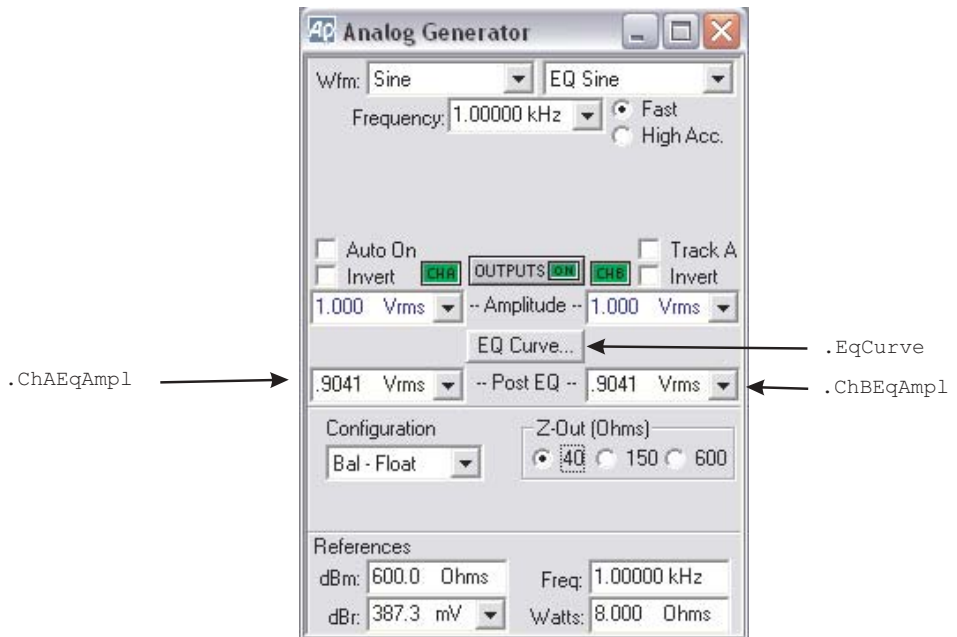 Ap Analog Generator
Wfm: Sine EQ Sine
Frequency: 1.00000 kHz Fast
High Acc.
Auto On Track A
Invert CHA OUTPUTS ON CHB Invert
1.000 Vrms -- Amplitude -- 1.000 Vrms
EQ Curve... .EqCurve
.ChAEqAmpl .9041 Vrms -- Post EQ -- .9041 Vrms .ChBEqAmpl
Configuration Z-Out (Ohms)
Bal - Float 40 150 600
References
dBm: 600.0 Ohms Freq: 1.00000 kHz
dBr: 387.3 mV Watts: 8.000 Ohms